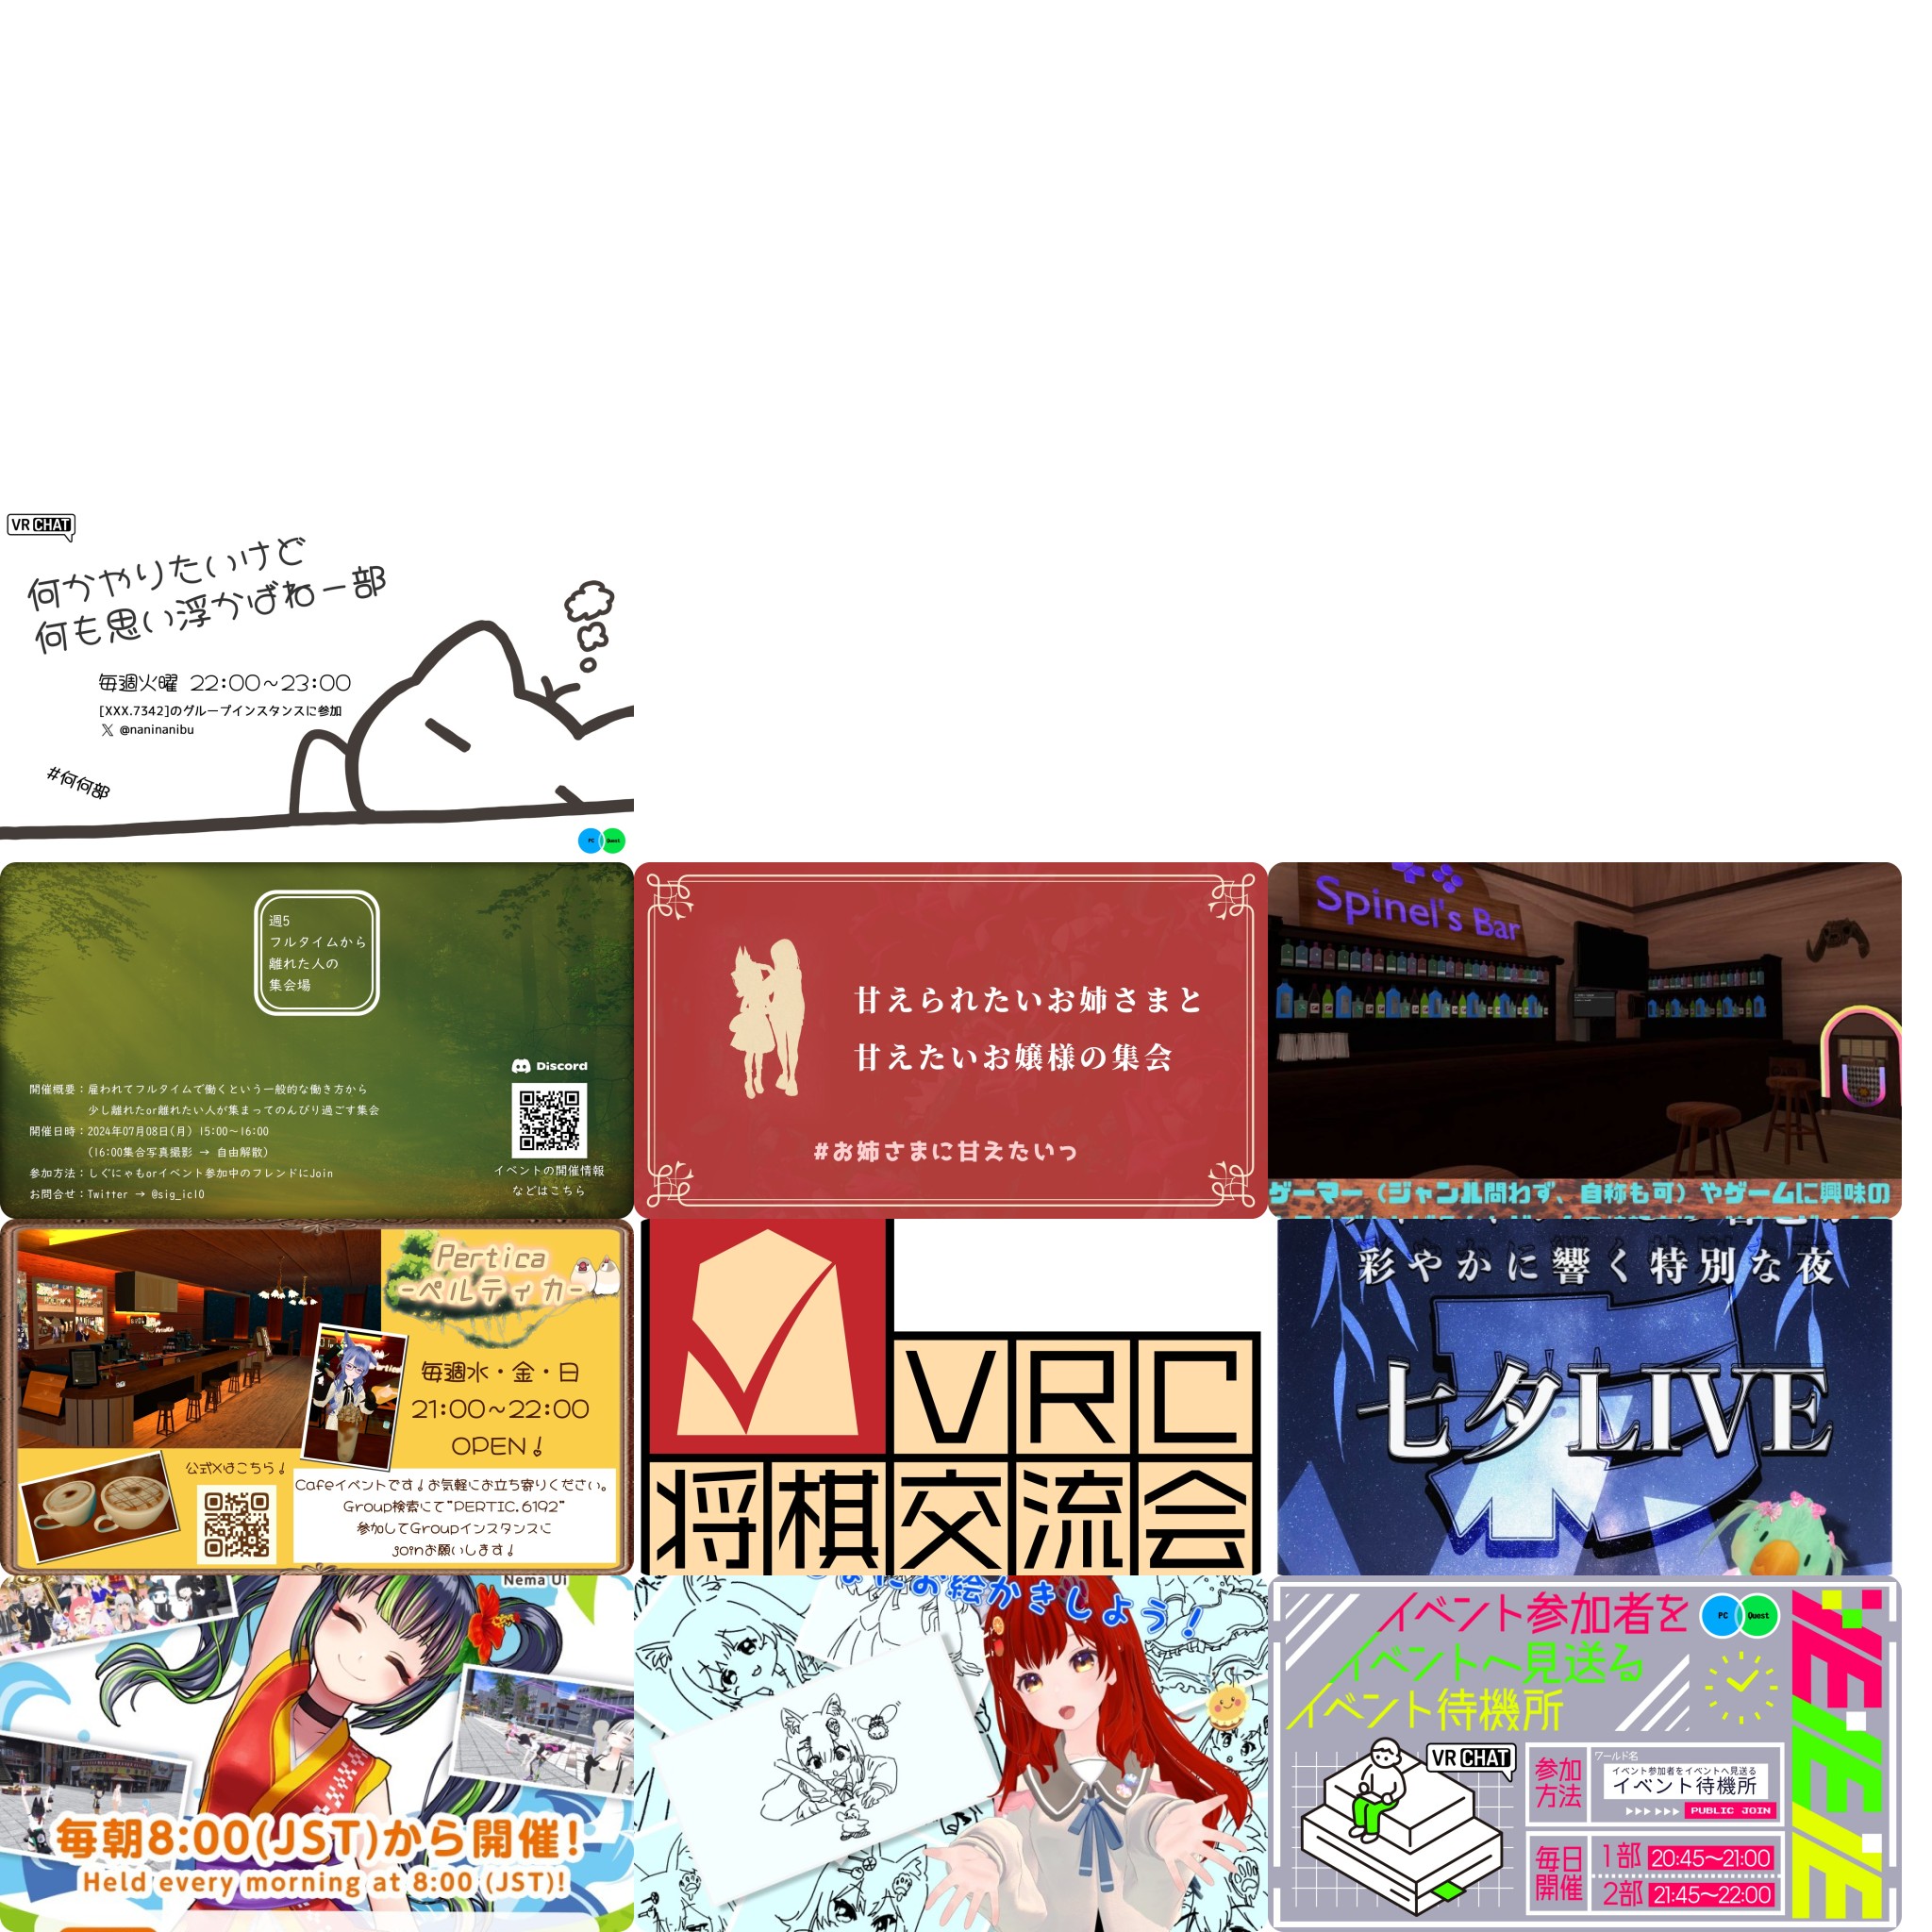 VR CHAT
何かやりたいけど
何も思い浮かばねー部
毎週火曜 22:00~23:00
[XXX.7342]のグループインスタンスに参加
X @naninanibu
#何何部
PC Quest
週5
フルタイムから
離れた人の
集会場
Discord
開催概要：雇われてフルタイムで働くという一般的な働き方から
少し離れたor離れたい人が集まってのんびり過ごす集会
開催日時：2024年07月08日(月) 15:00~16:00
(16:00集合写真撮影 → 自由解散)
参加方法：しぐにゃもorイベント参加中のフレンドにJoin
お問合せ：Twitter → @sig_ic10
イベントの開催情報
などはこちら
甘えられたいお姉さまと
甘えたいお嬢様の集会
#お姉さまに甘えたいっ
Spinel's Bar
ゲーマー（ジャンル問わず、自称も可）やゲームに興味の
Pertica
-ペルティカ-
毎週水・金・日
21:00~22:00
OPEN!
公式Xはこちら!
Cafeイベントです!お気軽にお立ち寄りください。
Group検索にて"PERTIC.6192"
参加してGroupインスタンスに
joinお願いします!
VRC
将棋交流会
彩やかに響く特別な夜
七夕LIVE
Nema Ui
毎朝8:00(JST)から開催!
Held every morning at 8:00 (JST)!
お絵かきしよう!
イベント参加者を
イベントへ見送る
イベント待機所
PC Quest
VR CHAT
参加方法
ワールド名
イベント参加者をイベントへ見送る
イベント待機所
PUBLIC JOIN
毎日開催
1部 20:45~21:00
2部 21:45~22:00